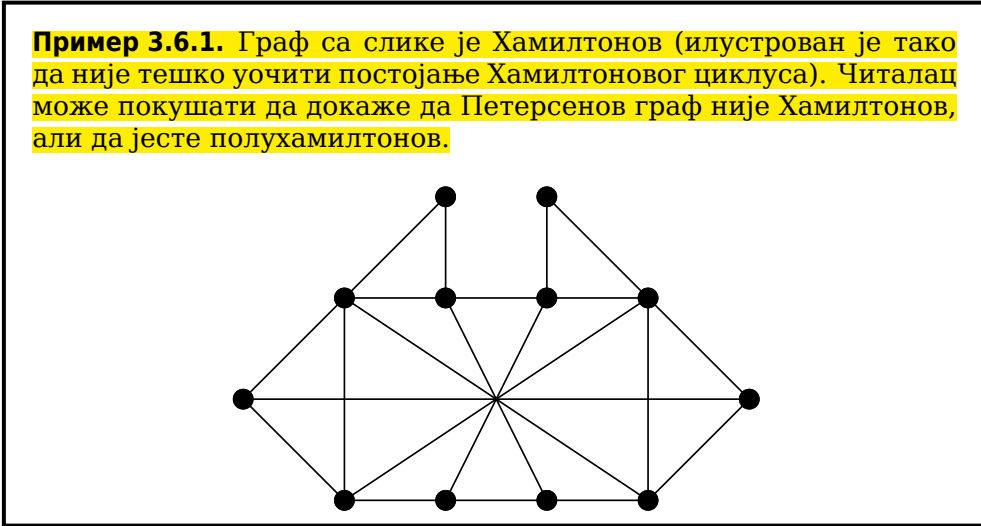 Пример 3.6.1. Граф са слике је Хамилтонов (илустрован је тако
да није тешко уочити постојање Хамилтоновог циклуса). Читалац
може покушати да докаже да Петерсенов граф није Хамилтонов,
али да јесте полухамилтонов.